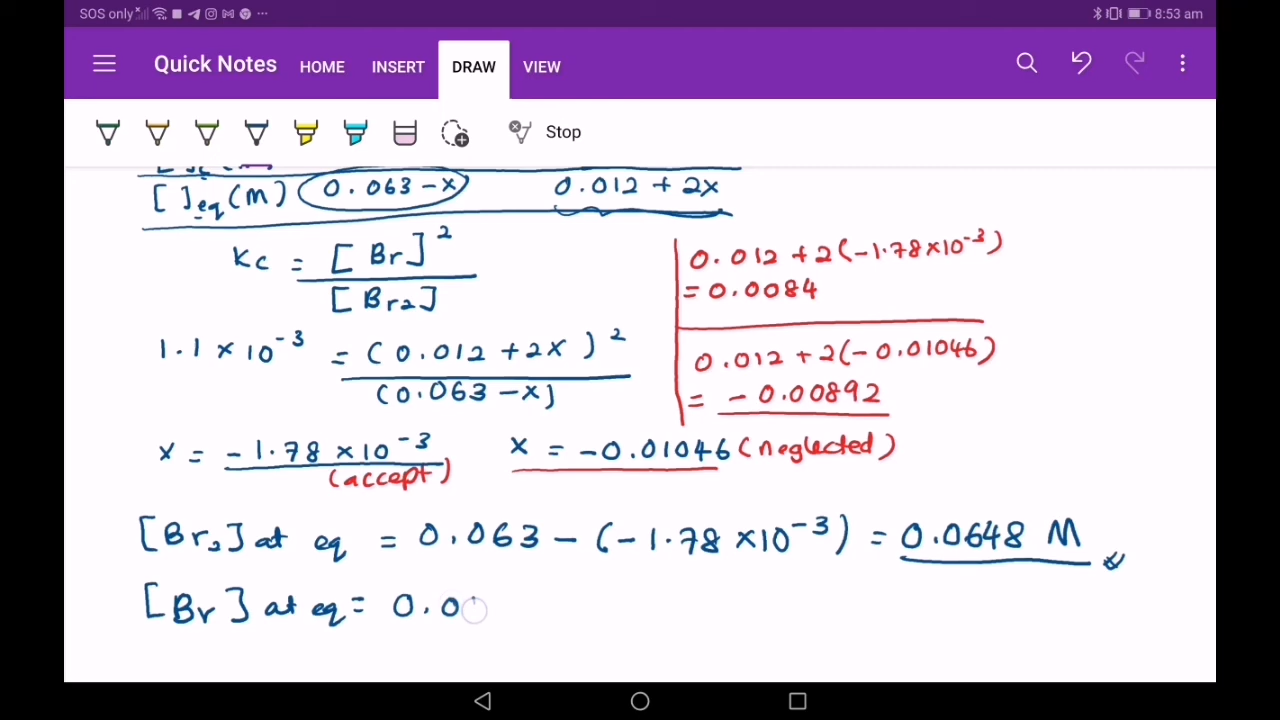 SOS only 8:53 am
Quick Notes HOME INSERT DRAW VIEW
Stop
[ ]eq (M) 0.063 - x 0.012 + 2x
Kc = [Br]²
[Br₂]
1.1 × 10⁻³ = (0.012 + 2x)²
(0.063 - x)
0.012 + 2(-1.78×10⁻³)
= 0.0084
0.012 + 2(-0.01046)
= - 0.00892
x = -1.78 × 10⁻³ x = -0.01046 (neglected)
(accept)
[Br₂] at eq = 0.063 - (-1.78 × 10⁻³) = 0.0648 M
[Br] at eq = 0.0